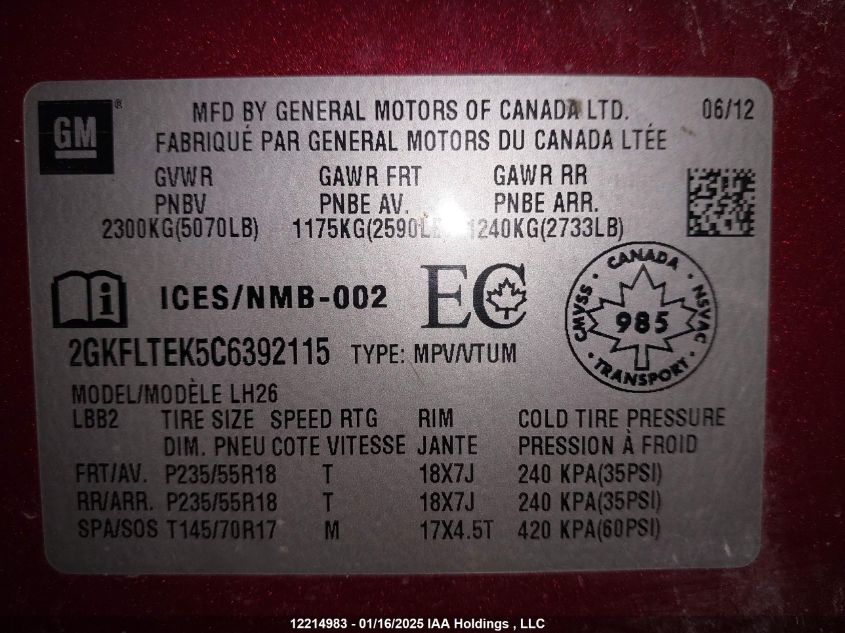 GM ®
MFD BY GENERAL MOTORS OF CANADA LTD. 06/12
FABRIQUÉ PAR GENERAL MOTORS DU CANADA LTÉE
GVWR GAWR FRT GAWR RR
PNBV PNBE AV. PNBE ARR.
2300KG(5070LB) 1175KG(2590LB) 1240KG(2733LB)
i ICES/NMB-002 EC
CANADA
CMVSS 985 NSVAC
TRANSPORT
2GKFLTEK5C6392115 TYPE: MPV/VTUM
MODEL/MODÈLE LH26
LBB2 TIRE SIZE SPEED RTG RIM COLD TIRE PRESSURE
DIM. PNEU COTE VITESSE JANTE PRESSION À FROID
FRT/AV. P235/55R18 T 18X7J 240 KPA(35PSI)
RR/ARR. P235/55R18 T 18X7J 240 KPA(35PSI)
SPA/SOS T145/70R17 M 17X4.5T 420 KPA(60PSI)
12214983 - 01/16/2025 IAA Holdings , LLC